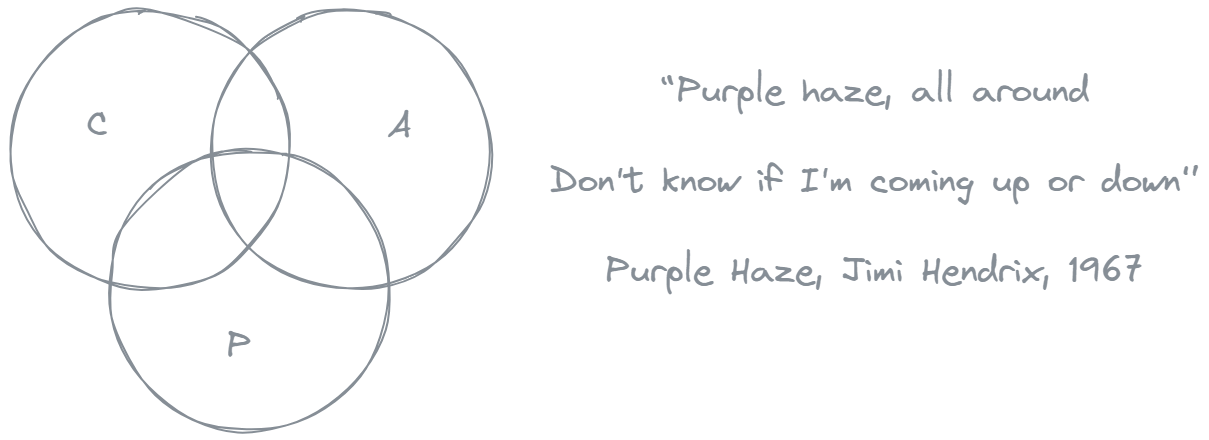 C
A
P
“Purple haze, all around
Don't know if I'm coming up or down”
Purple Haze, Jimi Hendrix, 1967